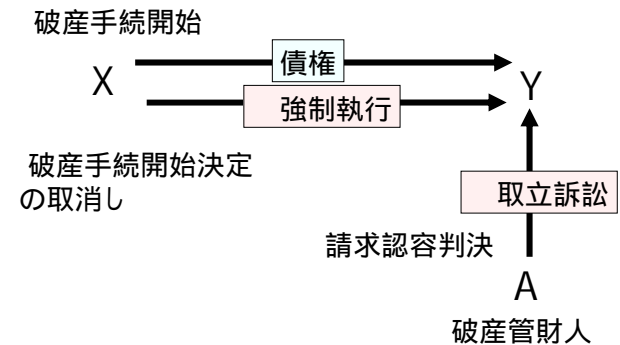 破産手続開始
債権
X
Y
強制執行
破産手続開始決定
の取消し
取立訴訟
請求認容判決
A
破産管財人